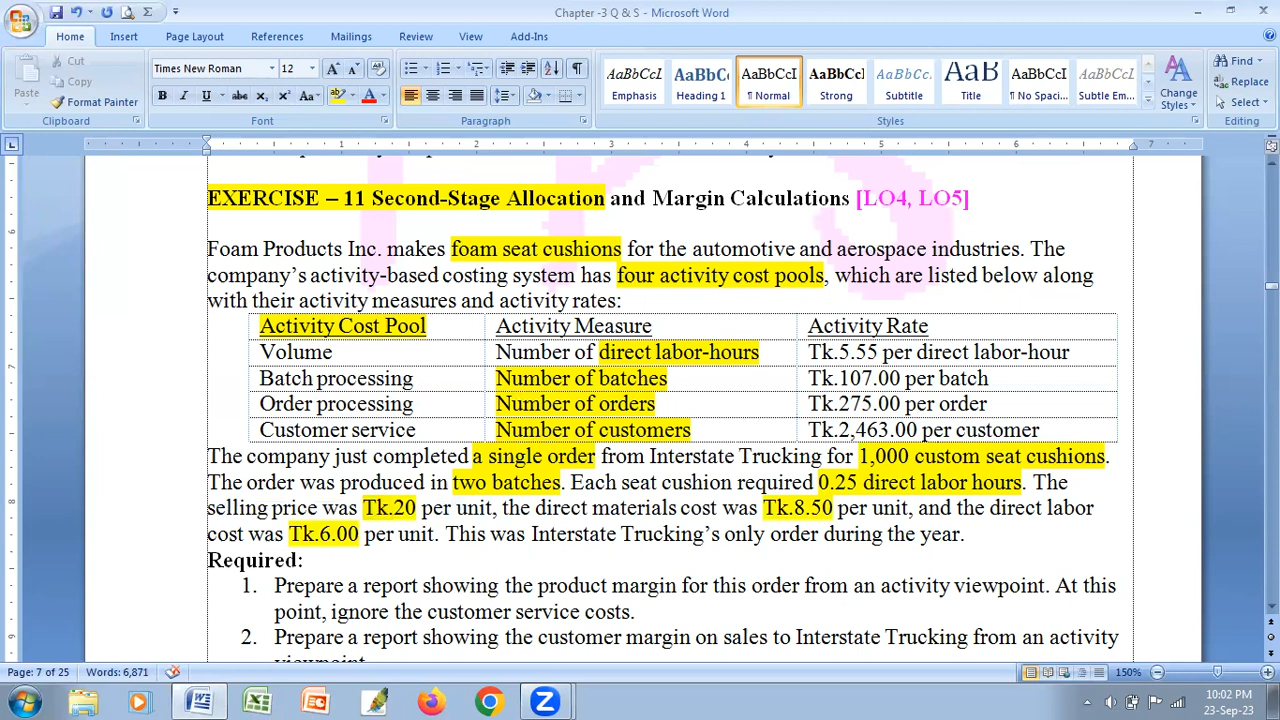 Chapter -3 Q & S - Microsoft Word
Home Insert Page Layout References Mailings Review View Add-Ins
Paste
Cut
Copy
Format Painter
Clipboard
Times New Roman 12
Font
Paragraph
AaBbCcI AaBbCc AaBbCcI AaBbCcI AaBbCcI AaB AaBbCcI AaBbCcI
Emphasis Heading 1 ¶ Normal Strong Subtitle Title ¶ No Spaci... Subtle Em...
Change Styles
Styles
Find
Replace
Select
Editing
1 2 3 4 5 6 7
EXERCISE – 11 Second-Stage Allocation and Margin Calculations [LO4, LO5]
Foam Products Inc. makes foam seat cushions for the automotive and aerospace industries. The
company's activity-based costing system has four activity cost pools, which are listed below along
with their activity measures and activity rates:
Activity Cost Pool Activity Measure Activity Rate
Volume Number of direct labor-hours Tk.5.55 per direct labor-hour
Batch processing Number of batches Tk.107.00 per batch
Order processing Number of orders Tk.275.00 per order
Customer service Number of customers Tk.2,463.00 per customer
The company just completed a single order from Interstate Trucking for 1,000 custom seat cushions.
The order was produced in two batches. Each seat cushion required 0.25 direct labor hours. The
selling price was Tk.20 per unit, the direct materials cost was Tk.8.50 per unit, and the direct labor
cost was Tk.6.00 per unit. This was Interstate Trucking's only order during the year.
Required:
1. Prepare a report showing the product margin for this order from an activity viewpoint. At this
point, ignore the customer service costs.
2. Prepare a report showing the customer margin on sales to Interstate Trucking from an activity
viewpoint.
Page: 7 of 25 Words: 6,871 150%
10:02 PM
23-Sep-23